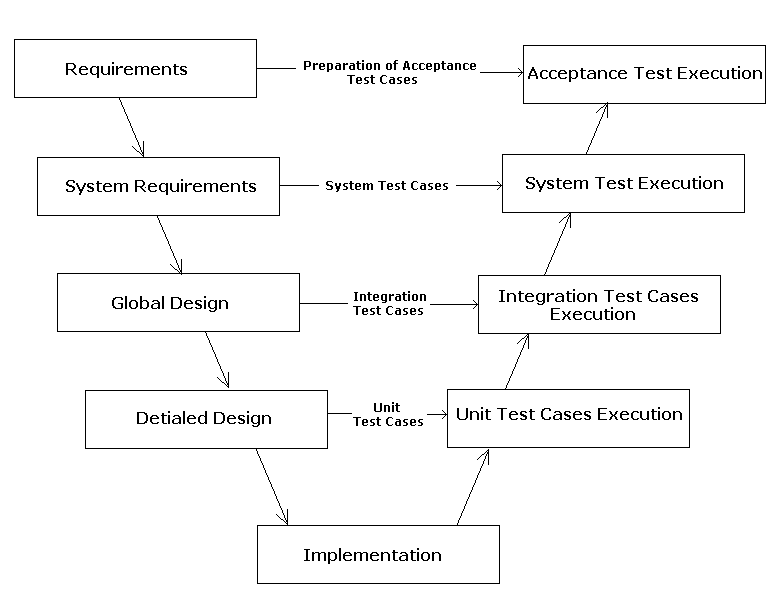 Requirements
Preparation of Acceptance
Test Cases
Acceptance Test Execution
System Requirements
System Test Cases
System Test Execution
Global Design
Integration
Test Cases
Integration Test Cases
Execution
Detialed Design
Unit
Test Cases
Unit Test Cases Execution
Implementation